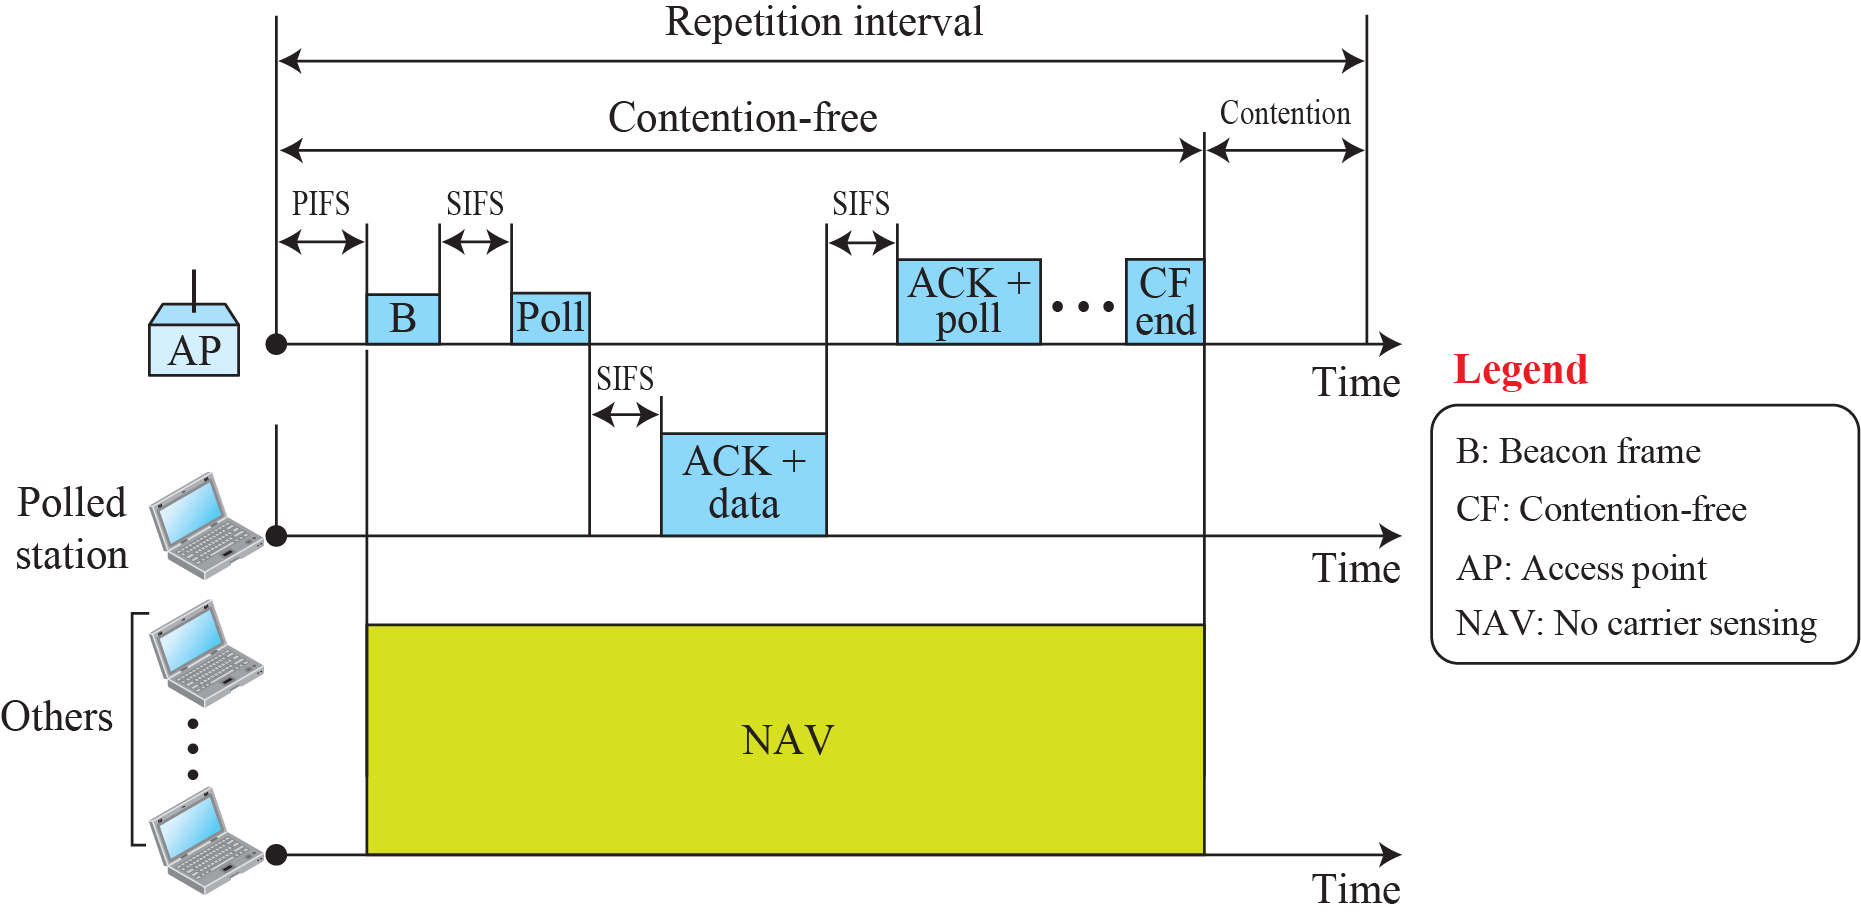 Repetition interval
Contention-free
Contention
PIFS
SIFS
SIFS
B
Poll
ACK +
poll
CF
end
AP
Time
SIFS
ACK +
data
Polled
station
Time
Others
NAV
Time
Legend
B: Beacon frame
CF: Contention-free
AP: Access point
NAV: No carrier sensing